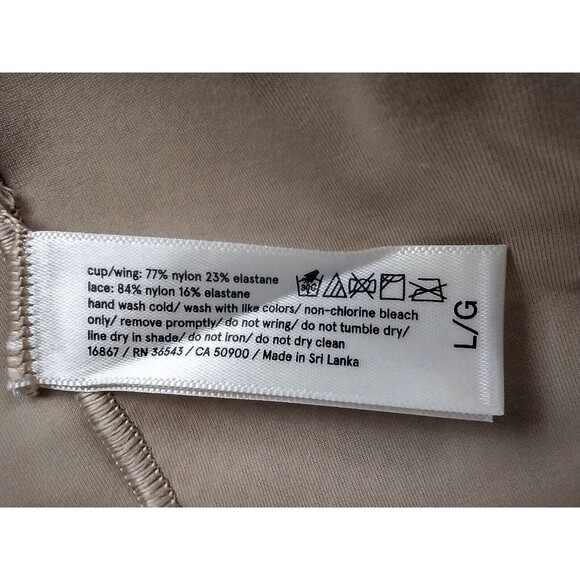 cup/wing: 77% nylon 23% elastane
lace: 84% nylon 16% elastane
30C
hand wash cold/ wash with like colors/ non-chlorine bleach
only/ remove promptly/ do not wring/ do not tumble dry/
line dry in shade/ do not iron/ do not dry clean
16867/ RN 36543/ CA 50900/ Made in Sri Lanka
L/G